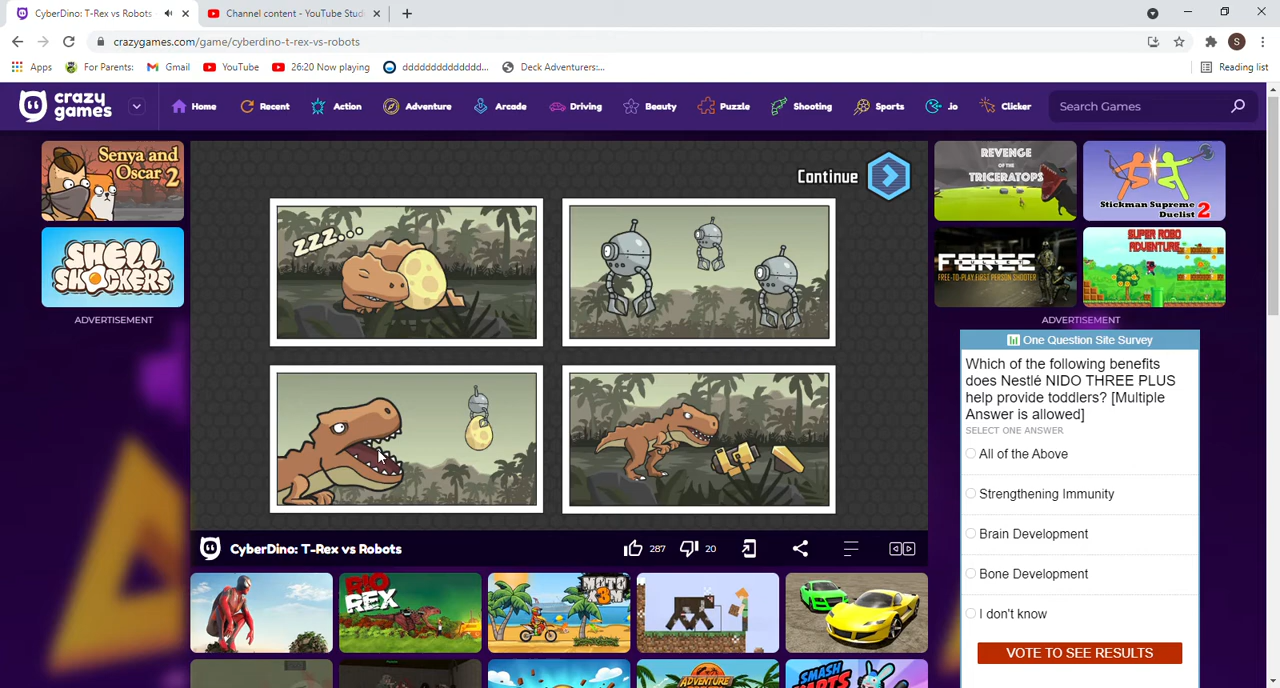 CyberDino: T-Rex vs Robots
Channel content - YouTube Studi
crazygames.com/game/cyberdino-t-rex-vs-robots
S
Apps
For Parents:
Gmail
YouTube
26:20 Now playing
dddddddddddddd...
Deck Adventurers:...
Reading list
crazy games
Home
Recent
Action
Adventure
Arcade
Driving
Beauty
Puzzle
Shooting
Sports
.io
Clicker
Search Games
Senya and Oscar 2
SHELL SHOCKERS
ADVERTISEMENT
Continue
ZZZ...
REVENGE OF THE TRICERATOPS
Stickman Supreme Duelist 2
FREE-TO-PLAY FIRST PERSON SHOOTER
SUPER ROBO ADVENTURE
ADVERTISEMENT
One Question Site Survey
Which of the following benefits
does Nestlé NIDO THREE PLUS
help provide toddlers? [Multiple
Answer is allowed]
SELECT ONE ANSWER
All of the Above
Strengthening Immunity
Brain Development
Bone Development
I don't know
VOTE TO SEE RESULTS
CyberDino: T-Rex vs Robots
287
20
RIO REX
MOTO X3M
ADVENTURE
SMASH KARTS